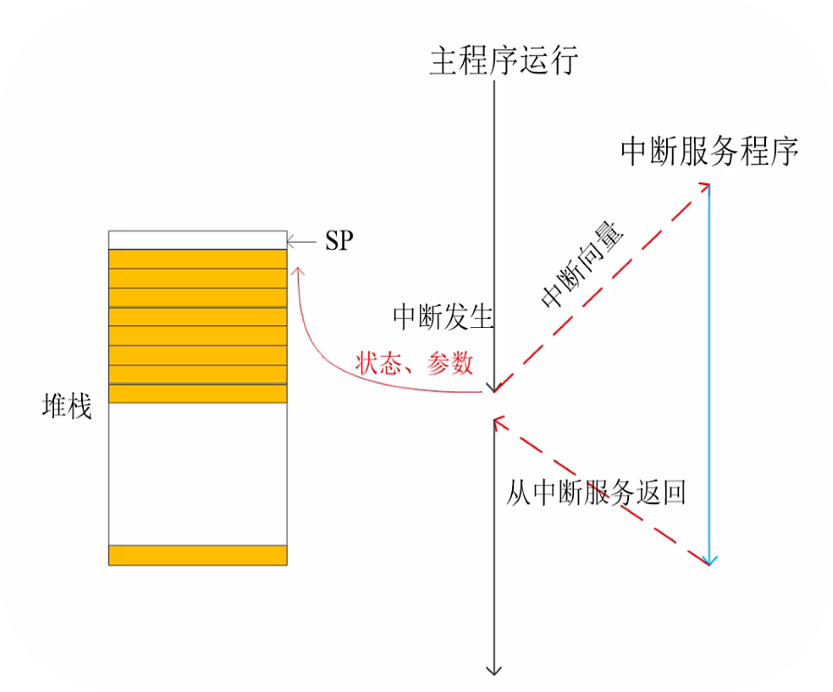 主程序运行
中断服务程序
SP
中断向量
中断发生
状态、参数
堆栈
从中断服务返回